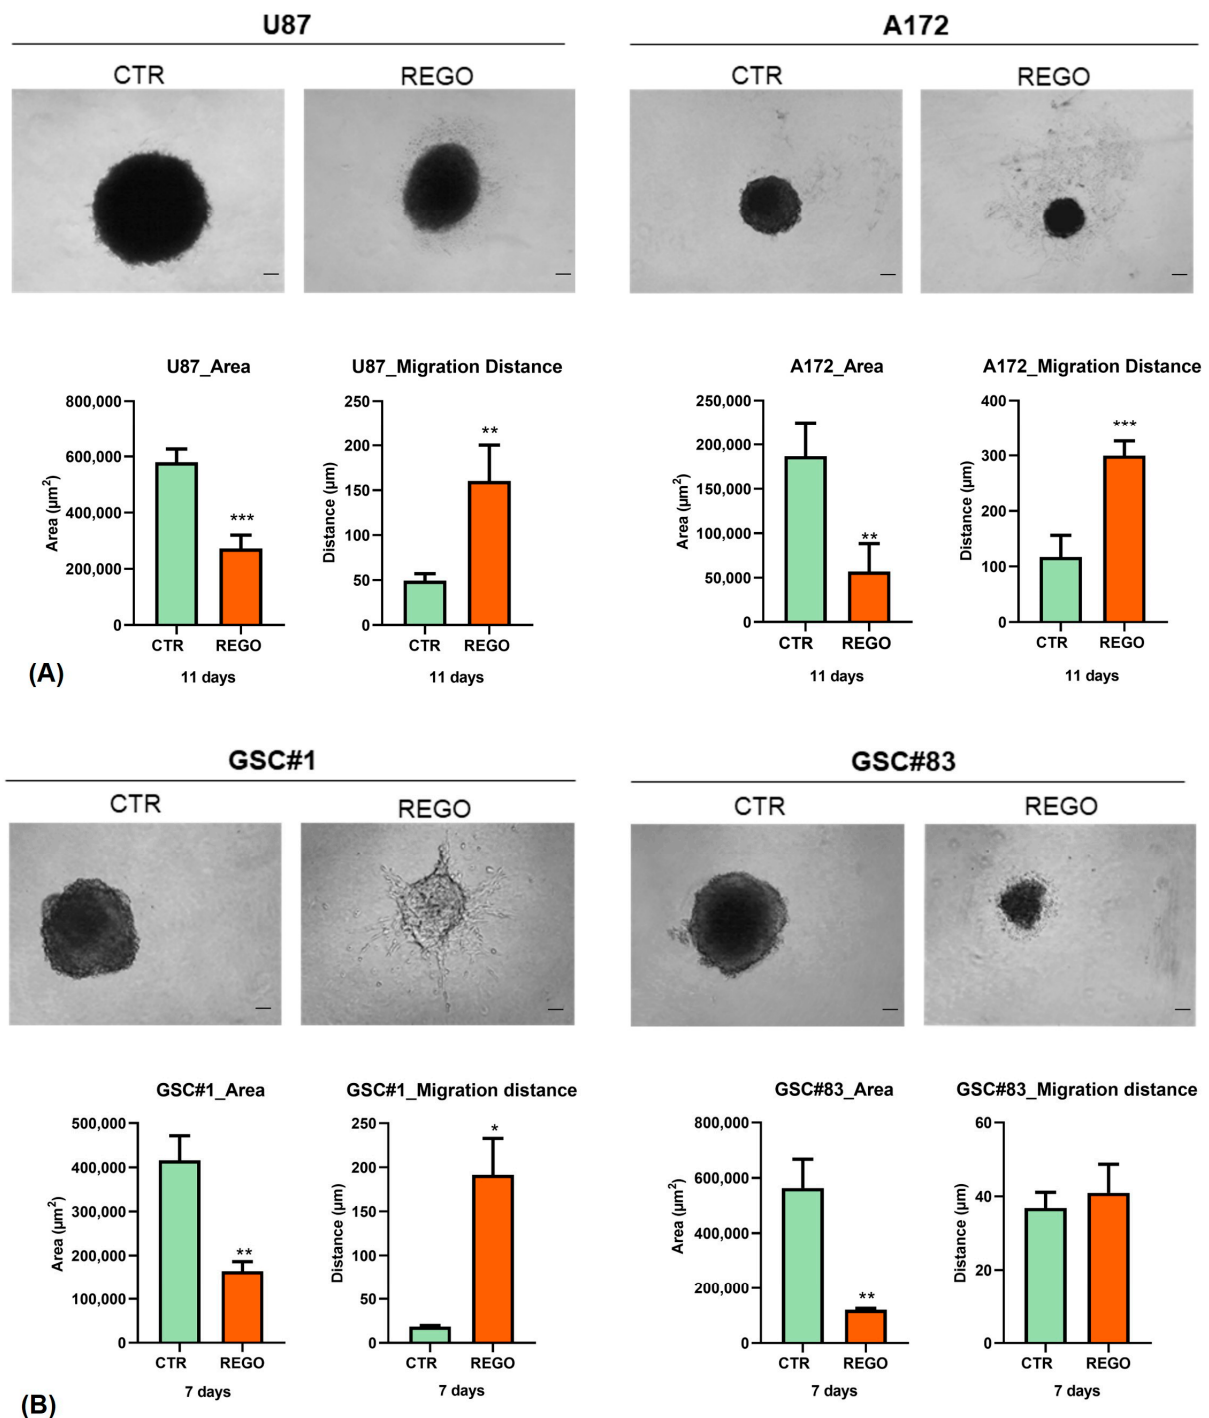 U87
A172
CTR
REGO
CTR
REGO
U87_Area
U87_Migration Distance
A172_Area
A172_Migration Distance
Area (µm²)
800,000
600,000
400,000
200,000
0
***
CTR
REGO
11 days
Distance (µm)
250
200
150
100
50
0
**
CTR
REGO
11 days
Area (µm²)
250,000
200,000
150,000
100,000
50,000
0
**
CTR
REGO
11 days
Distance (µm)
400
300
200
100
0
***
CTR
REGO
11 days
(A)
GSC#1
GSC#83
CTR
REGO
CTR
REGO
GSC#1_Area
GSC#1_Migration distance
GSC#83_Area
GSC#83_Migration distance
Area (µm²)
500,000
400,000
300,000
200,000
100,000
0
**
CTR
REGO
7 days
Distance (µm)
250
200
150
100
50
0
*
CTR
REGO
7 days
Area (µm²)
800,000
600,000
400,000
200,000
0
**
CTR
REGO
7 days
Distance (µm)
60
40
20
0
CTR
REGO
7 days
(B)